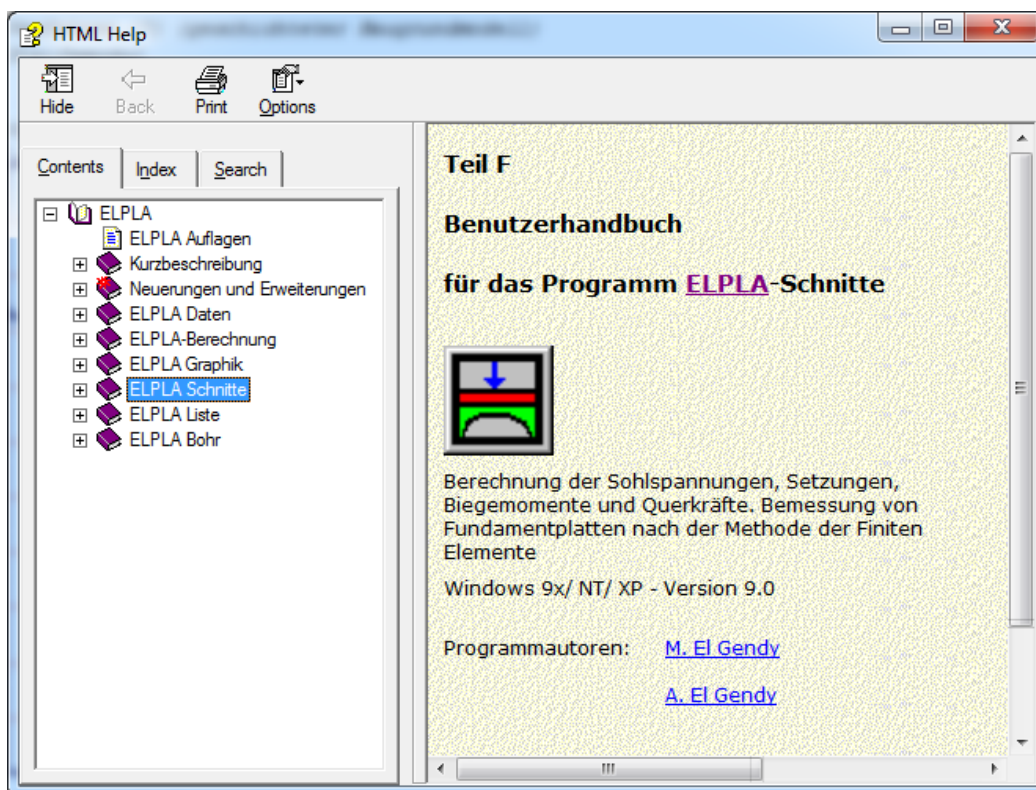 HTML Help
Hide
Back
Print
Options
Contents
Index
Search
ELPLA
ELPLA Auflagen
Kurzbeschreibung
Neuerungen und Erweiterungen
ELPLA Daten
ELPLA-Berechnung
ELPLA Graphik
ELPLA Schnitte
ELPLA Liste
ELPLA Bohr
Teil F
Benutzerhandbuch
für das Programm ELPLA-Schnitte
Berechnung der Sohlspannungen, Setzungen,
Biegemomente und Querkräfte. Bemessung von
Fundamentplatten nach der Methode der Finiten
Elemente
Windows 9x/ NT/ XP - Version 9.0
Programmautoren: M. El Gendy
A. El Gendy